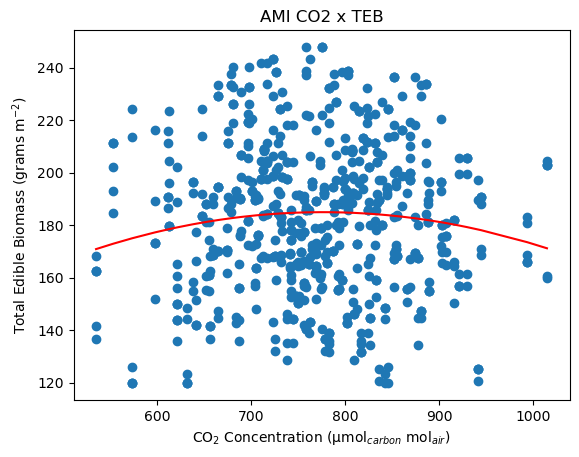 AMI CO2 x TEB
Total Edible Biomass (grams m⁻²)
240
220
200
180
160
140
120
600 700 800 900 1000
CO₂ Concentration (μmol_carbon mol_air)